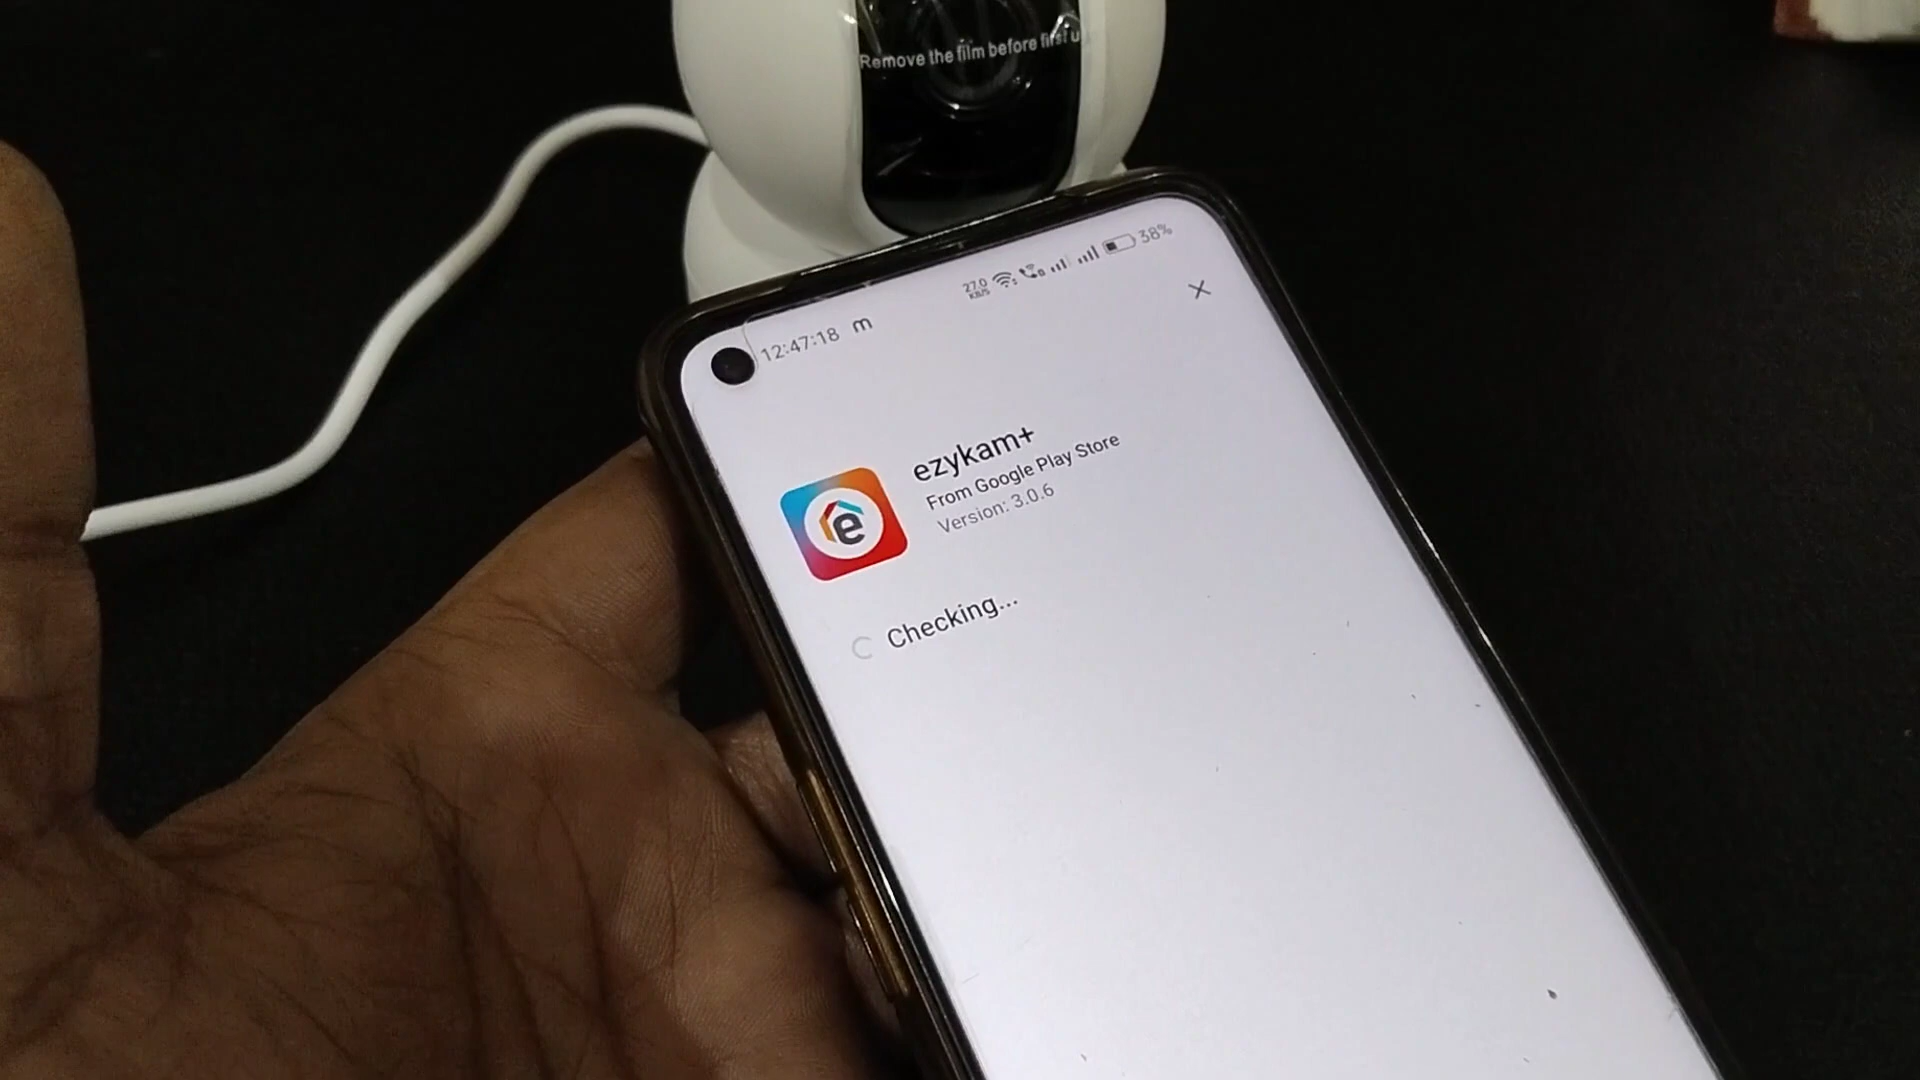 Remove the film before first u
27.0
KB/S
38%
12:47:18 m
ezykam+
From Google Play Store
Version: 3.0.6
e
Checking...